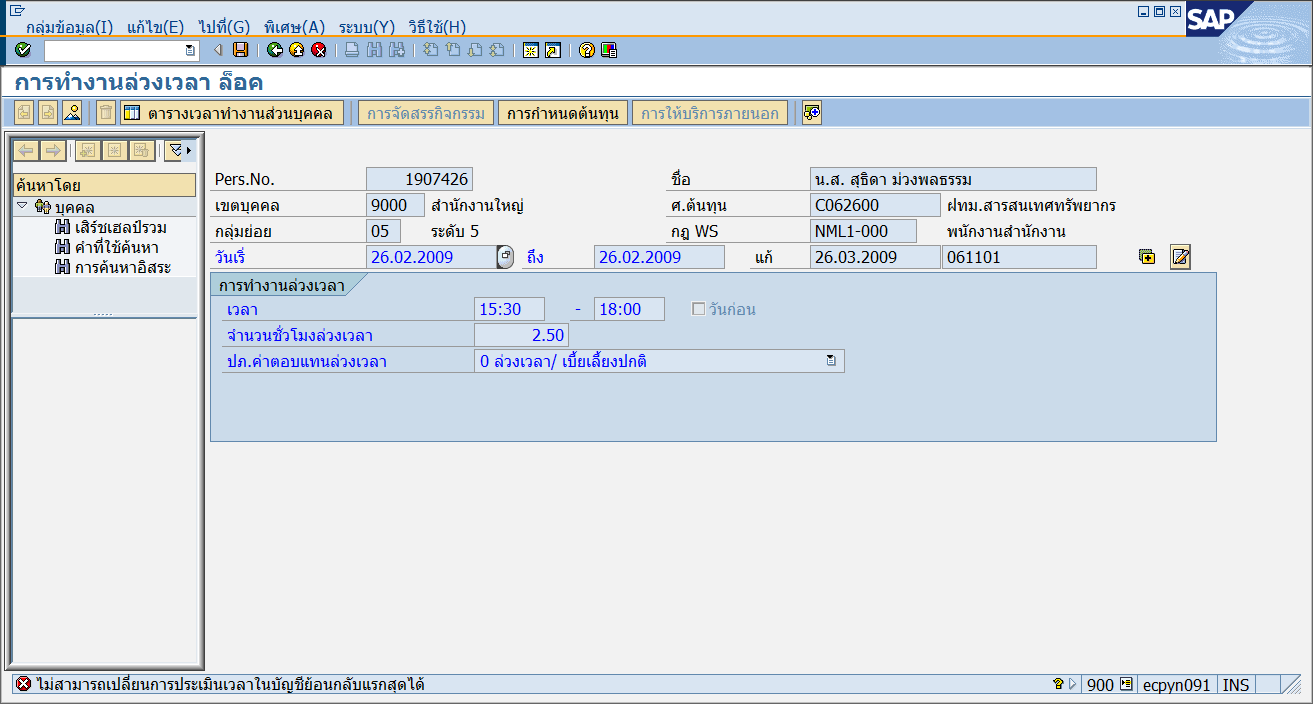 กลุ่มข้อมูล(I) แก้ไข(E) ไปที่(G) พิเศษ(A) ระบบ(Y) วิธีใช้(H)
SAP
การทำงานล่วงเวลา ล็อค
ตารางเวลาทำงานส่วนบุคคล การจัดสรรกิจกรรม การกำหนดต้นทุน การให้บริการภายนอก
ค้นหาโดย
บุคคล
เสิร์ชเฮลป์รวม
คำที่ใช้ค้นหา
การค้นหาอิสระ
Pers.No. 1907426 ชื่อ น.ส. สุธิดา ม่วงพลธรรม
เขตบุคคล 9000 สำนักงานใหญ่ ศ.ต้นทุน C062600 ฝทม.สารสนเทศทรัพยากร
กลุ่มย่อย 05 ระดับ 5 กฎ WS NML1-000 พนักงานสำนักงาน
วันเริ่ 26.02.2009 ถึง 26.02.2009 แก้ 26.03.2009 061101
การทำงานล่วงเวลา
เวลา 15:30 - 18:00 วันก่อน
จำนวนชั่วโมงล่วงเวลา 2.50
ปภ.ค่าตอบแทนล่วงเวลา 0 ล่วงเวลา/ เบี้ยเลี้ยงปกติ
ไม่สามารถเปลี่ยนการประเมินเวลาในบัญชีย้อนกลับแรกสุดได้ 900 ecpyn091 INS